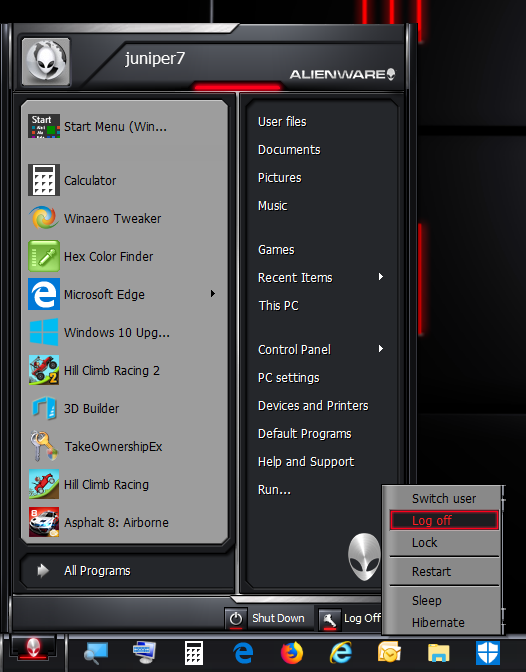 juniper7
ALIENWARE
Start
Start Menu (Win...
Calculator
Winaero Tweaker
Hex Color Finder
Microsoft Edge
Windows 10 Upg...
Hill Climb Racing 2
3D Builder
TakeOwnershipEx
Hill Climb Racing
Asphalt 8: Airborne
All Programs
User files
Documents
Pictures
Music
Games
Recent Items
This PC
Control Panel
PC settings
Devices and Printers
Default Programs
Help and Support
Run...
Switch user
Log off
Lock
Restart
Sleep
Hibernate
Shut Down
Log Off